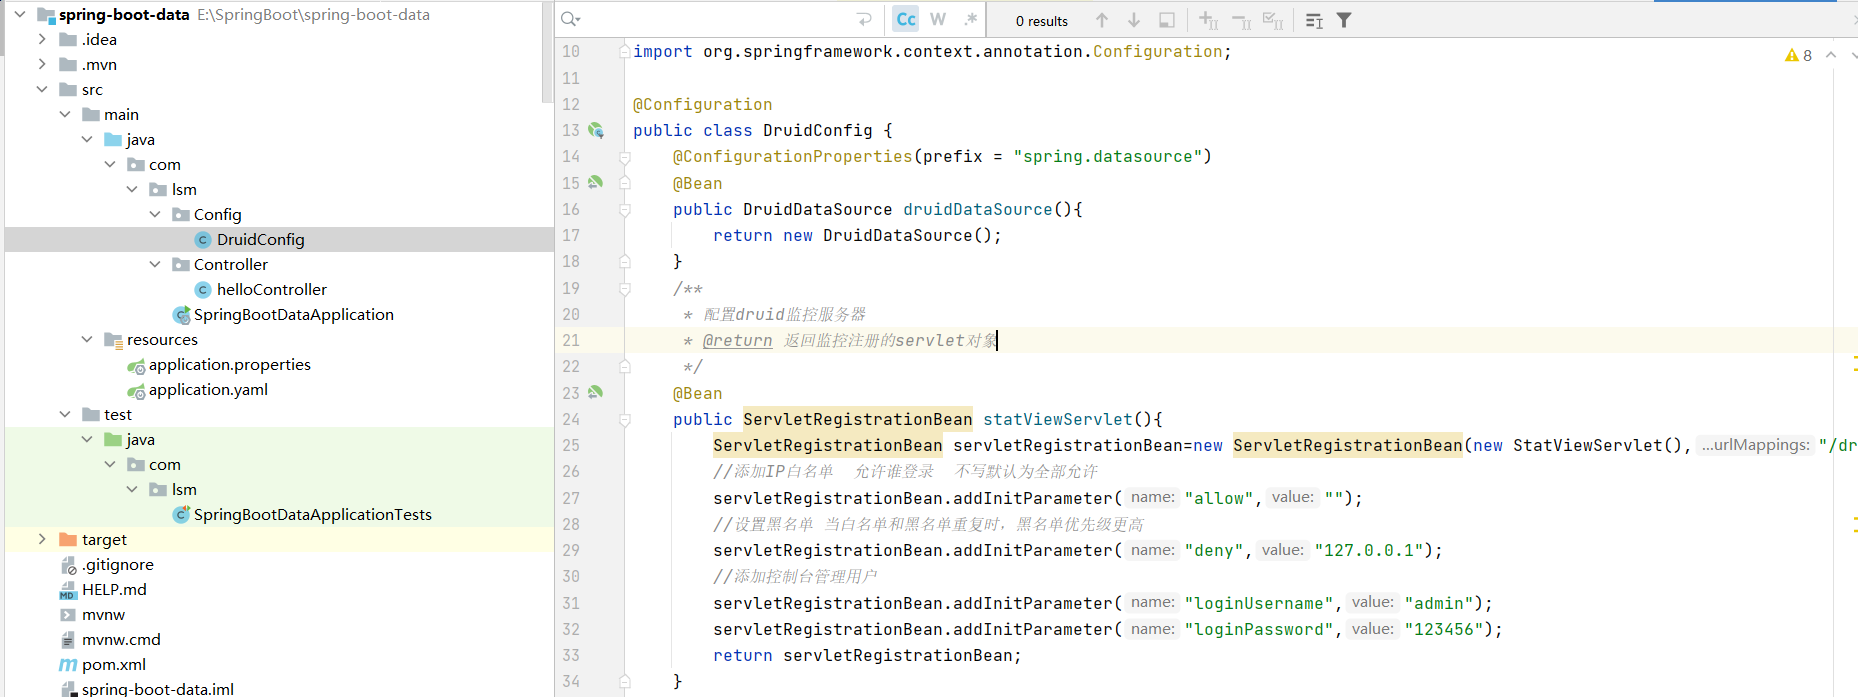 spring-boot-data E:\SpringBoot\spring-boot-data
.idea
.mvn
src
main
java
com
lsm
Config
DruidConfig
Controller
helloController
SpringBootDataApplication
resources
application.properties
application.yaml
test
java
com
lsm
SpringBootDataApplicationTests
target
.gitignore
HELP.md
mvnw
mvnw.cmd
pom.xml
spring-boot-data.iml
Cc W .* 0 results
8
10 import org.springframework.context.annotation.Configuration;
11
12 @Configuration
13 public class DruidConfig {
14 @ConfigurationProperties(prefix = "spring.datasource")
15 @Bean
16 public DruidDataSource druidDataSource(){
17 return new DruidDataSource();
18 }
19 /**
20 * 配置druid监控服务器
21 * @return 返回监控注册的servlet对象
22 */
23 @Bean
24 public ServletRegistrationBean statViewServlet(){
25 ServletRegistrationBean servletRegistrationBean=new ServletRegistrationBean(new StatViewServlet(), ...urlMappings: "/dr
26 //添加IP白名单 允许谁登录 不写默认为全部允许
27 servletRegistrationBean.addInitParameter( name: "allow", value: "");
28 //设置黑名单 当白名单和黑名单重复时，黑名单优先级更高
29 servletRegistrationBean.addInitParameter( name: "deny", value: "127.0.0.1");
30 //添加控制台管理用户
31 servletRegistrationBean.addInitParameter( name: "loginUsername", value: "admin");
32 servletRegistrationBean.addInitParameter( name: "loginPassword", value: "123456");
33 return servletRegistrationBean;
34 }